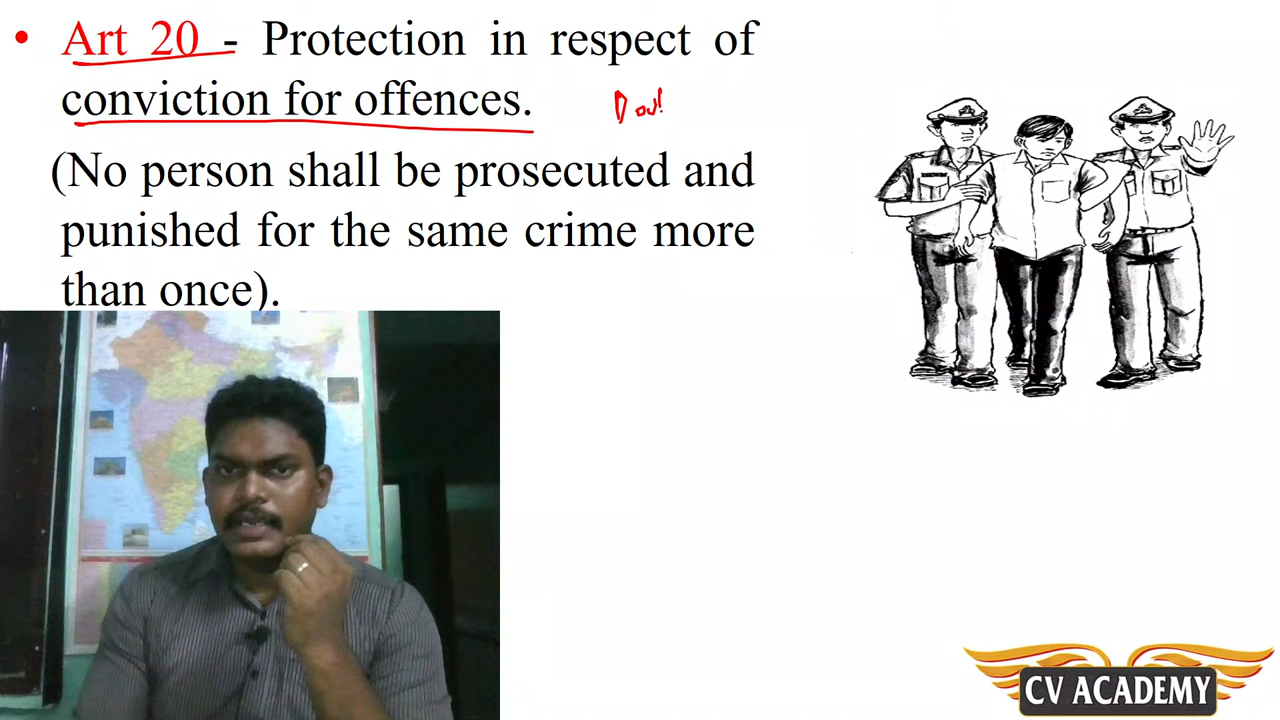 • Art 20 - Protection in respect of
conviction for offences.
(No person shall be prosecuted and
punished for the same crime more
than once).
CV ACADEMY